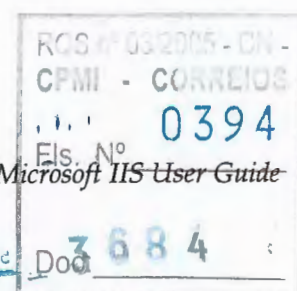 RQS nº 03/2005 - CN -
CPMI - CORREIOS
0394
Fls. Nº
Microsoft IIS User Guide
3684
Doc